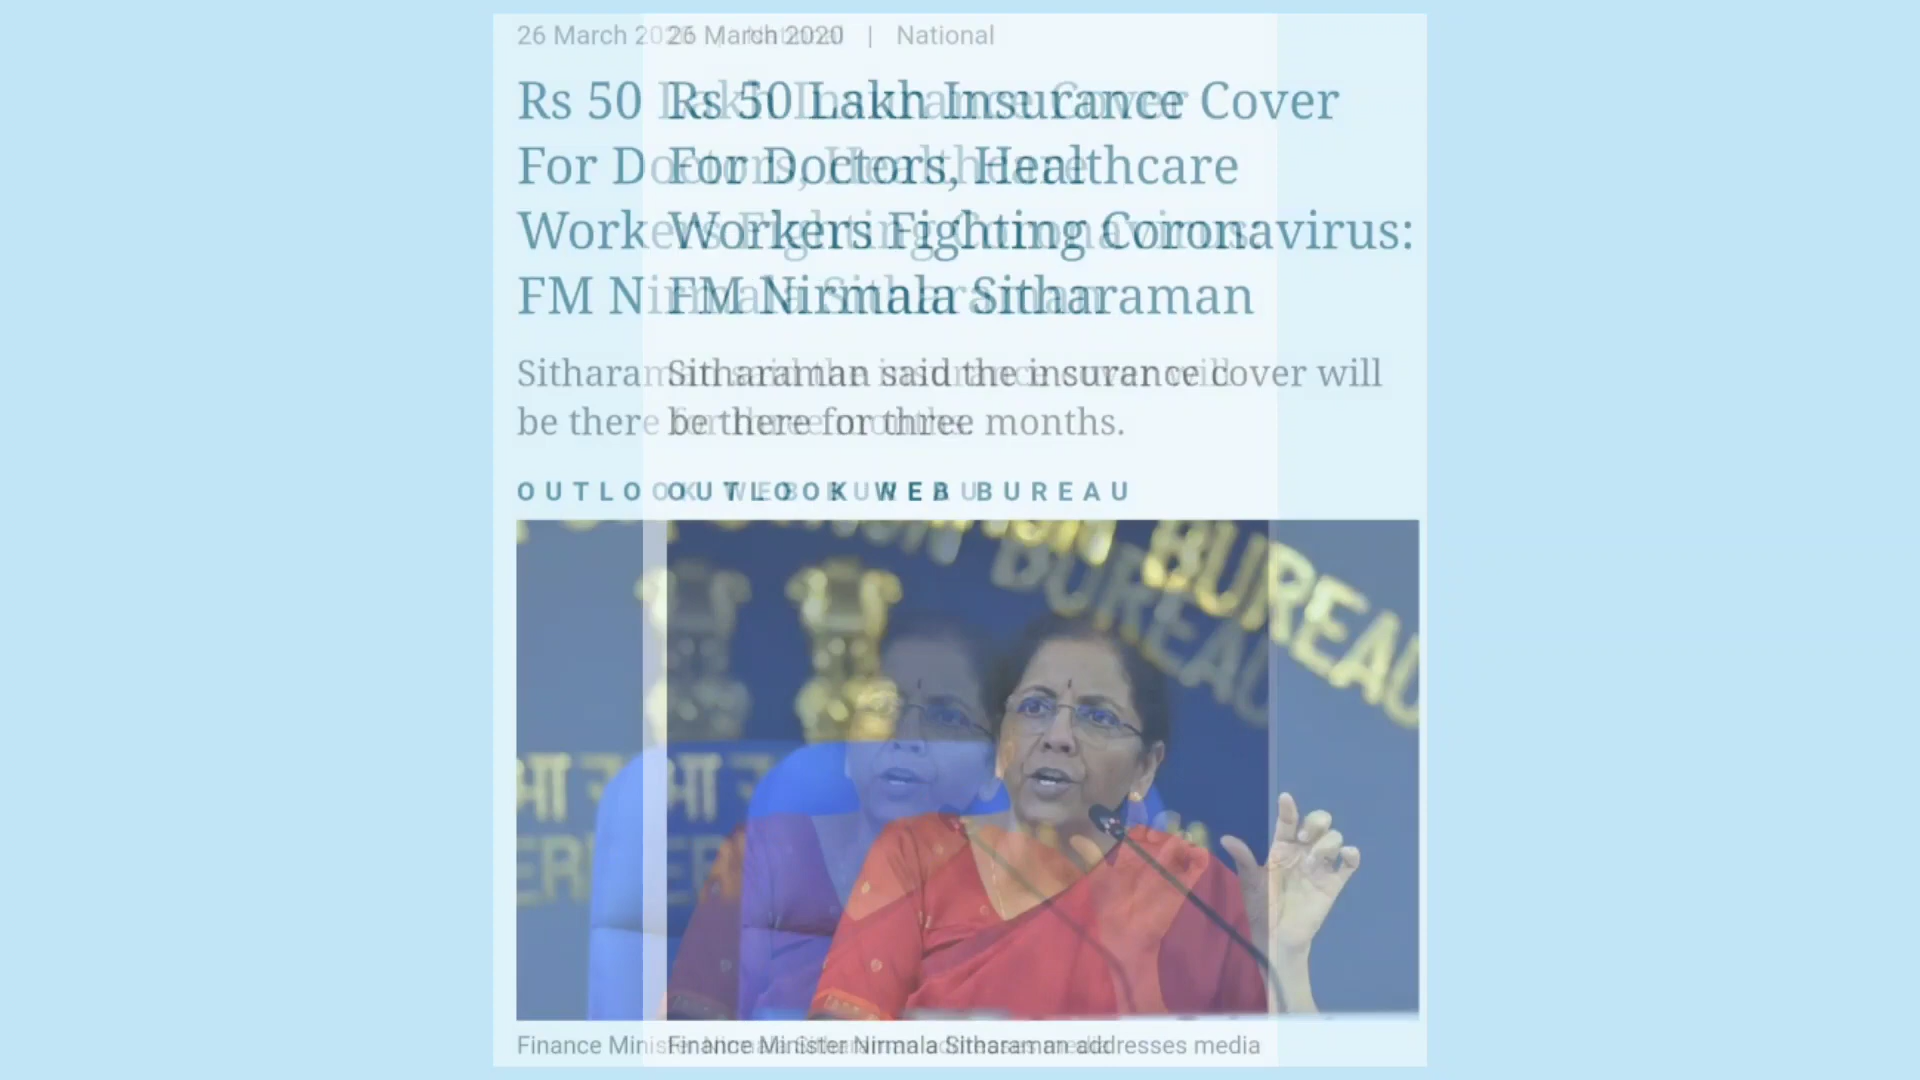 26 March 2020 | National
Rs 50 Lakh Insurance Cover
For Doctors, Healthcare
Workers Fighting Coronavirus:
FM Nirmala Sitharaman
Sitharaman said the insurance cover will
be there for three months.
OUTLOOK WEB BUREAU
BUREAU
Finance Minister Nirmala Sitharaman addresses media